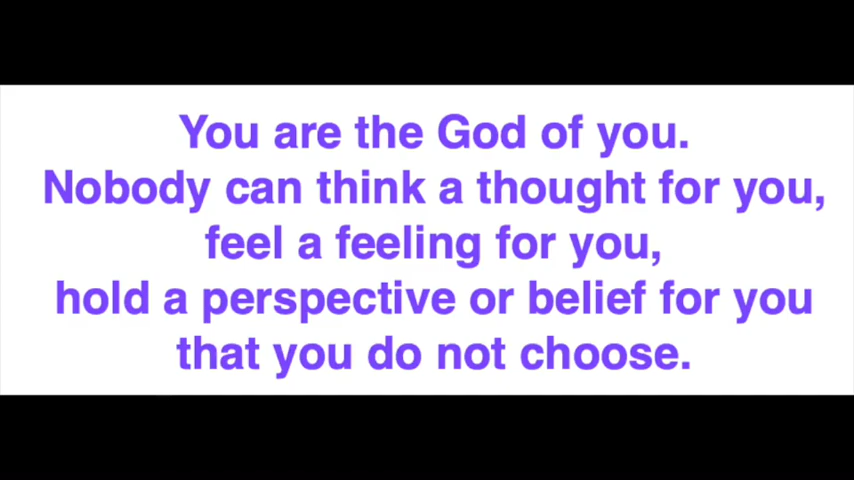 You are the God of you.
Nobody can think a thought for you,
feel a feeling for you,
hold a perspective or belief for you
that you do not choose.